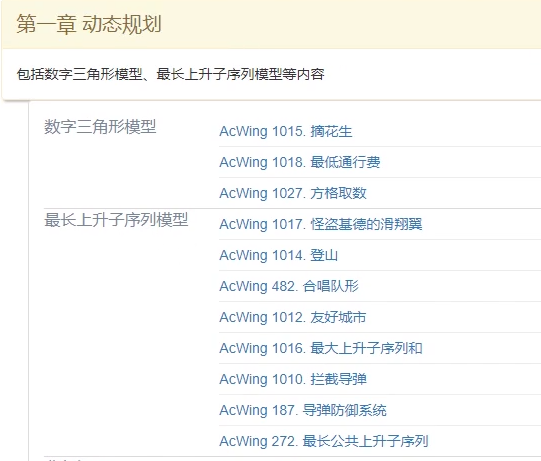 第一章 动态规划
包括数字三角形模型、最长上升子序列模型等内容
数字三角形模型
AcWing 1015. 摘花生
AcWing 1018. 最低通行费
AcWing 1027. 方格取数
最长上升子序列模型
AcWing 1017. 怪盗基德的滑翔翼
AcWing 1014. 登山
AcWing 482. 合唱队形
AcWing 1012. 友好城市
AcWing 1016. 最大上升子序列和
AcWing 1010. 拦截导弹
AcWing 187. 导弹防御系统
AcWing 272. 最长公共上升子序列